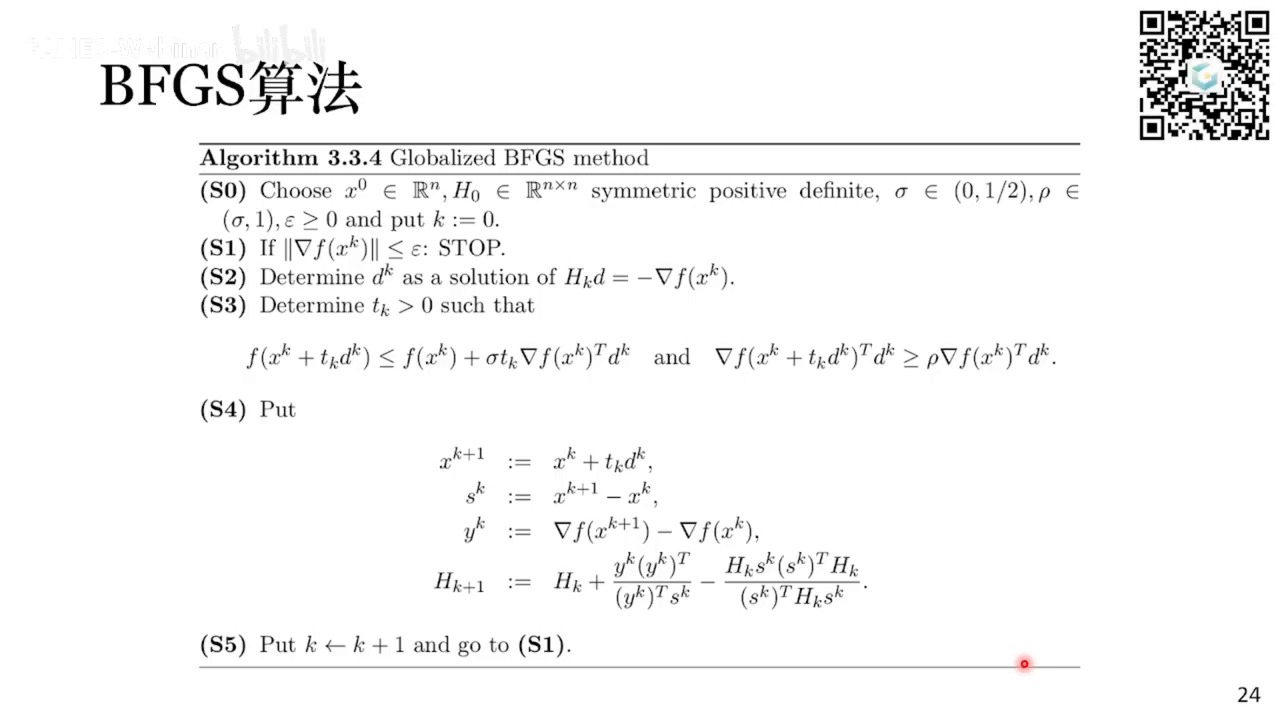 BFGS算法
Algorithm 3.3.4 Globalized BFGS method
(S0) Choose x^0 ∈ ℝ^n, H_0 ∈ ℝ^{n×n} symmetric positive definite, σ ∈ (0, 1/2), ρ ∈
(σ, 1), ε ≥ 0 and put k := 0.
(S1) If ‖∇f(x^k)‖ ≤ ε: STOP.
(S2) Determine d^k as a solution of H_k d = −∇f(x^k).
(S3) Determine t_k > 0 such that
f(x^k + t_k d^k) ≤ f(x^k) + σt_k∇f(x^k)^T d^k and ∇f(x^k + t_k d^k)^T d^k ≥ ρ∇f(x^k)^T d^k.
(S4) Put
x^{k+1} := x^k + t_k d^k,
s^k := x^{k+1} − x^k,
y^k := ∇f(x^{k+1}) − ∇f(x^k),
H_{k+1} := H_k + \frac{y^k(y^k)^T}{(y^k)^T s^k} − \frac{H_k s^k(s^k)^T H_k}{(s^k)^T H_k s^k}.
(S5) Put k ← k + 1 and go to (S1).
24